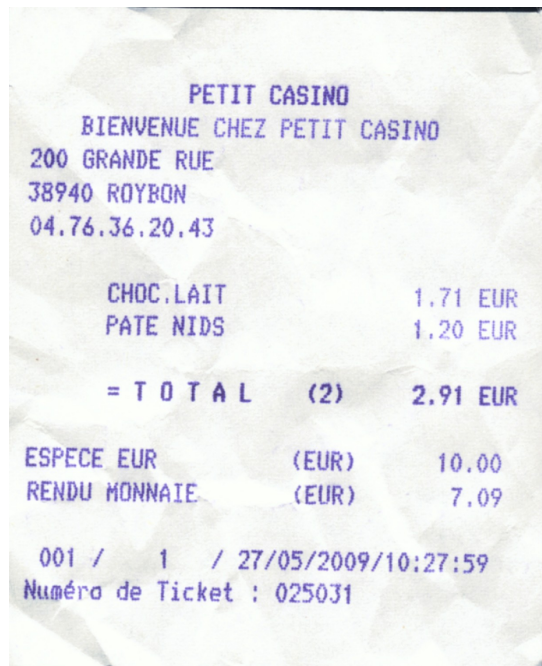 PETIT CASINO
BIENVENUE CHEZ PETIT CASINO
200 GRANDE RUE
38940 ROYBON
04.76.36.20.43
CHOC.LAIT 1.71 EUR
PATE NIDS 1.20 EUR
= T O T A L (2) 2.91 EUR
ESPECE EUR (EUR) 10.00
RENDU MONNAIE (EUR) 7.09
001 / 1 / 27/05/2009/10:27:59
Numéro de Ticket : 025031